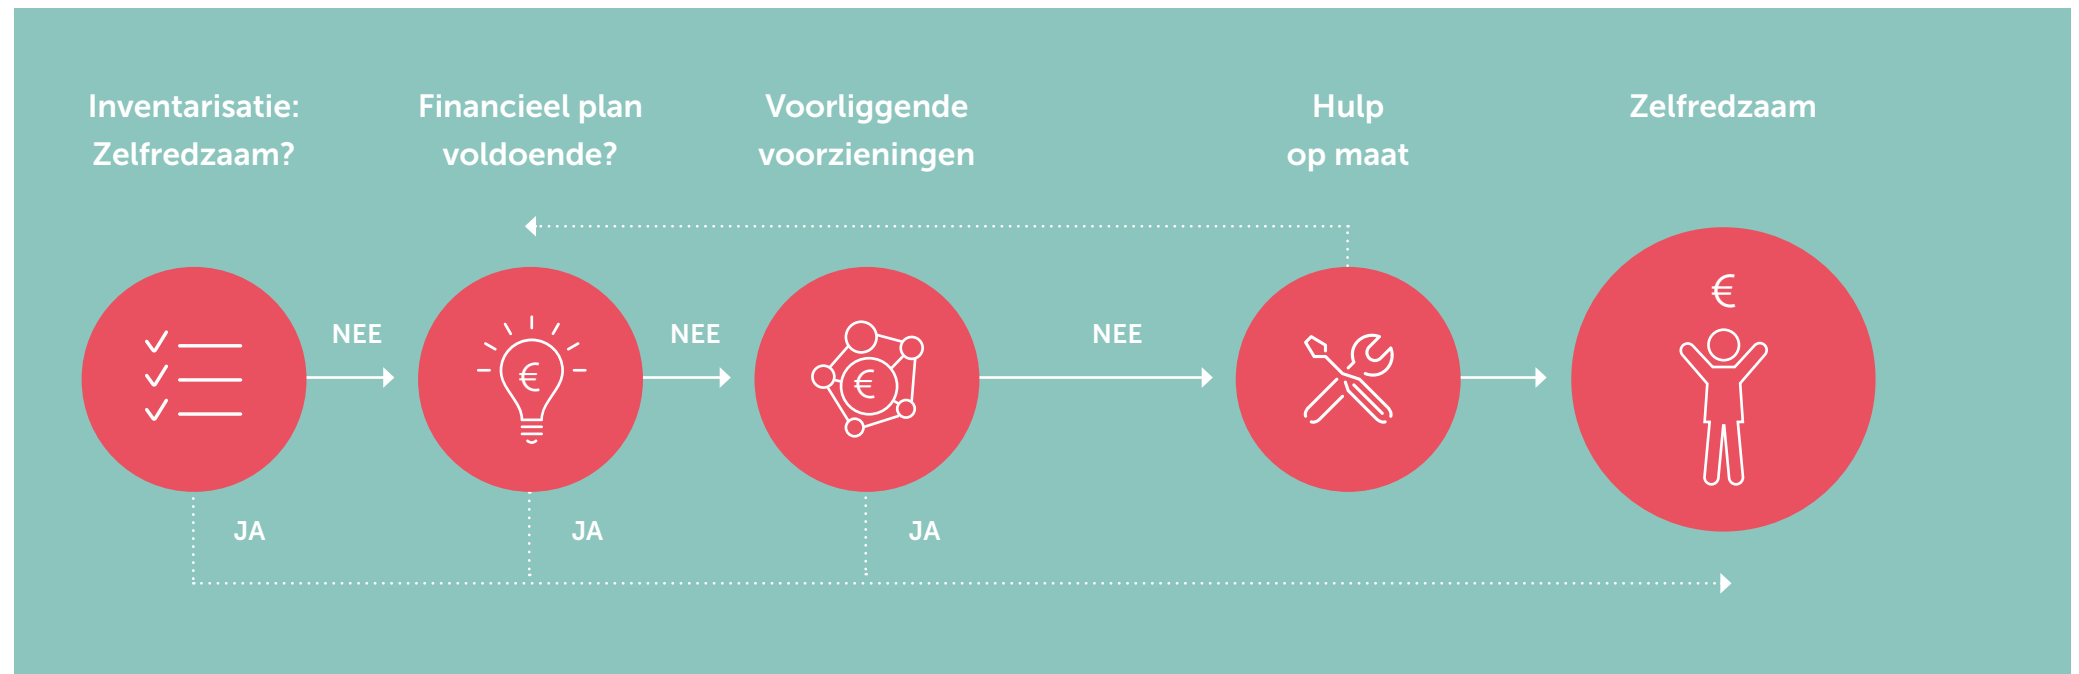 Inventarisatie:
Zelfredzaam?
Financieel plan
voldoende?
Voorliggende
voorzieningen
Hulp
op maat
Zelfredzaam
NEE
NEE
NEE
€
€
€
JA
JA
JA